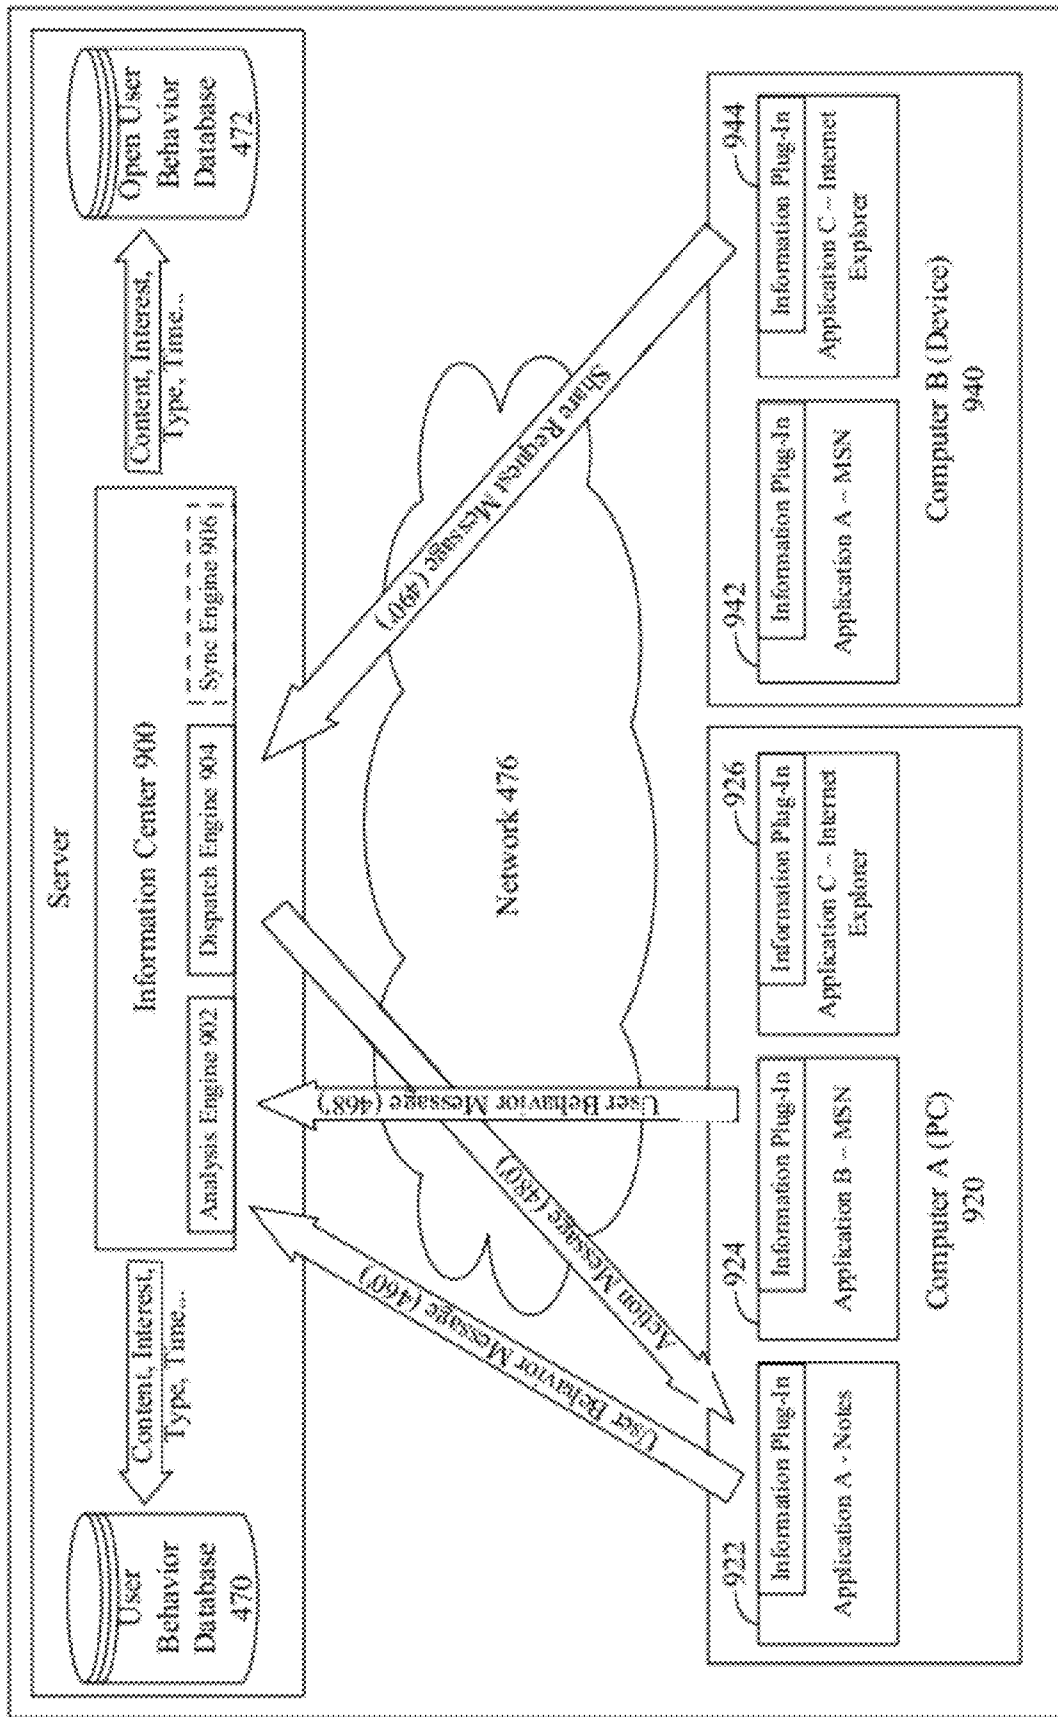 Server
User
Behavior
Database
470
Content, Interest,
Type, Time...
Information Center 900
Analysis Engine 902
Dispatch Engine 904
Sync Engine 906
Content, Interest,
Type, Time...
Open User
Behavior
Database
472
User Behavior Message (460')
Action Message (480')
User Behavior Message (468')
Network 476
Share Request Message (490')
922
Information Plug-In
Application A - Notes
924
Information Plug-In
Application B – MSN
926
Information Plug-In
Application C – Internet
Explorer
Computer A (PC)
920
942
Information Plug-In
Application A – MSN
944
Information Plug-In
Application C – Internet
Explorer
Computer B (Device)
940